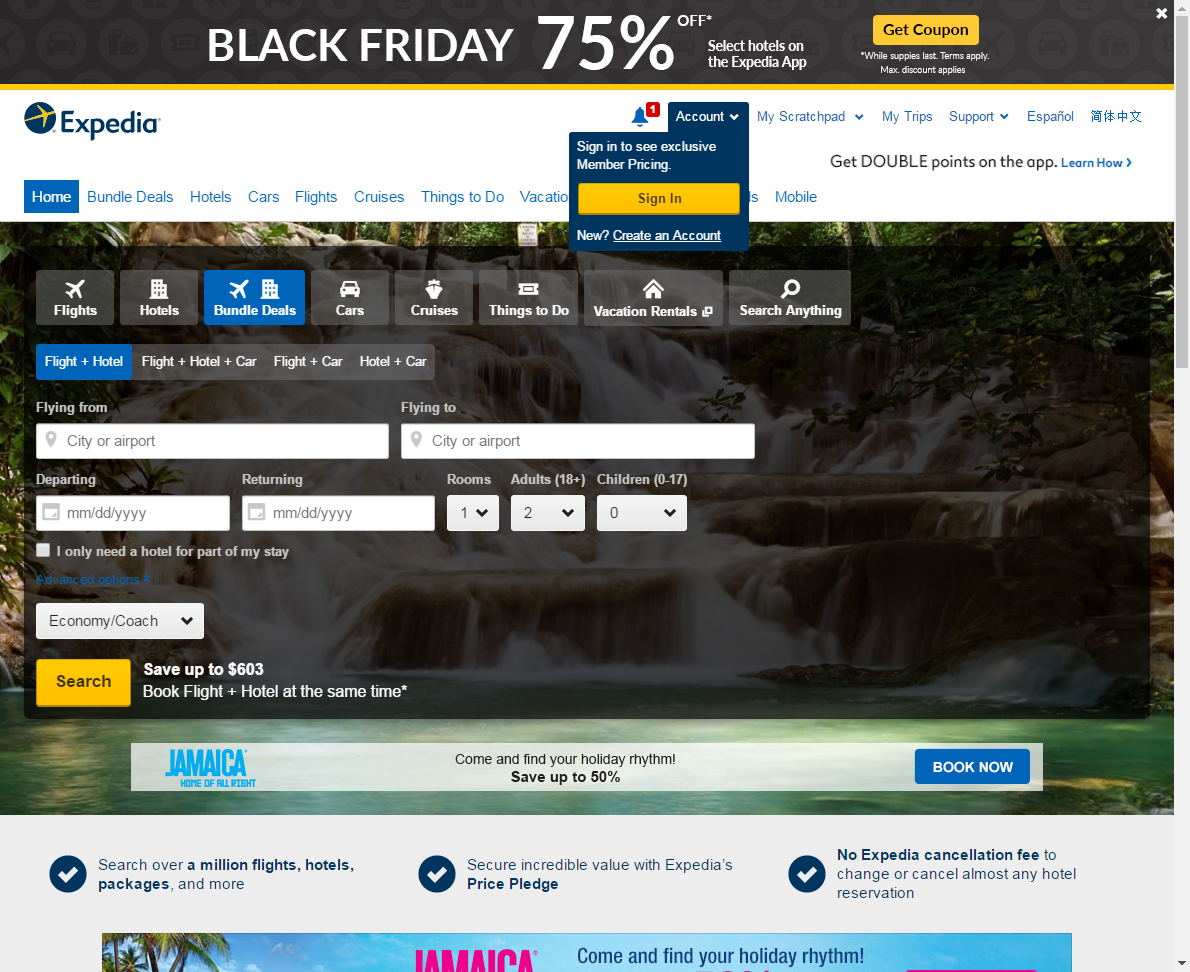 BLACK FRIDAY 75% OFF*
Select hotels on
the Expedia App
Get Coupon
*While suppies last. Terms apply.
Max. discount applies
Expedia
1
Account
My Scratchpad
My Trips
Support
Español
简体中文
Sign in to see exclusive
Member Pricing.
Sign In
New? Create an Account
Get DOUBLE points on the app. Learn How >
Home
Bundle Deals
Hotels
Cars
Flights
Cruises
Things to Do
Vacatio
ls
Mobile
Flights
Hotels
Bundle Deals
Cars
Cruises
Things to Do
Vacation Rentals
Search Anything
Flight + Hotel
Flight + Hotel + Car
Flight + Car
Hotel + Car
Flying from
Flying to
City or airport
City or airport
Departing
Returning
Rooms
Adults (18+)
Children (0-17)
mm/dd/yyyy
mm/dd/yyyy
1
2
0
I only need a hotel for part of my stay
Advanced options
Economy/Coach
Search
Save up to $603
Book Flight + Hotel at the same time*
JAMAICA
HOME OF ALL RIGHT
Come and find your holiday rhythm!
Save up to 50%
BOOK NOW
Search over a million flights, hotels,
packages, and more
Secure incredible value with Expedia's
Price Pledge
No Expedia cancellation fee to
change or cancel almost any hotel
reservation
JAMAICA
Come and find your holiday rhythm!